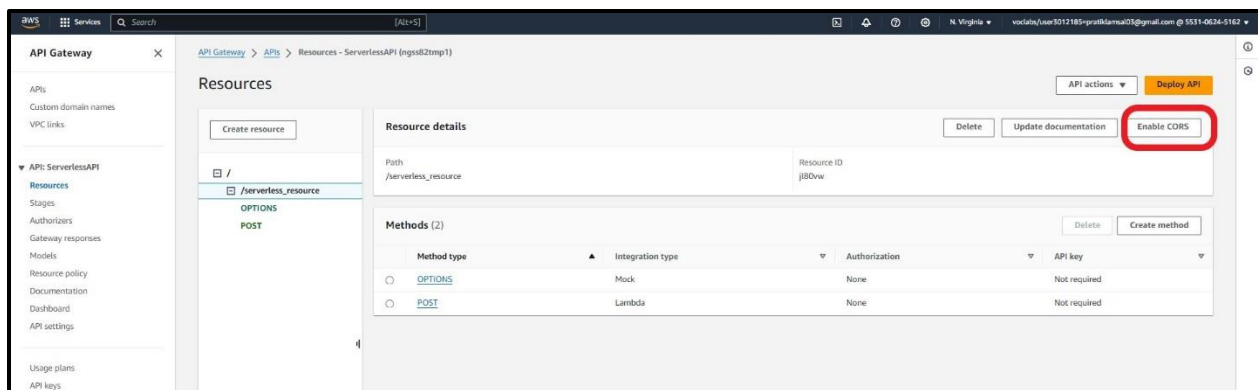 aws Services Search [Alt+S] N. Virginia voclabs/user3012185=pratiklamsal03@gmail.com @ 5531-0624-5162
API Gateway
APIs
Custom domain names
VPC links
API: ServerlessAPI
Resources
Stages
Authorizers
Gateway responses
Models
Resource policy
Documentation
Dashboard
API settings
Usage plans
API keys
API Gateway > APIs > Resources - ServerlessAPI (ngss82tmp1)
Resources
API actions Deploy API
Create resource
/
/serverless_resource
OPTIONS
POST
Resource details
Delete Update documentation Enable CORS
Path Resource ID
/serverless_resource jl80vw
Methods (2) Delete Create method
Method type Integration type Authorization API key
OPTIONS Mock None Not required
POST Lambda None Not required